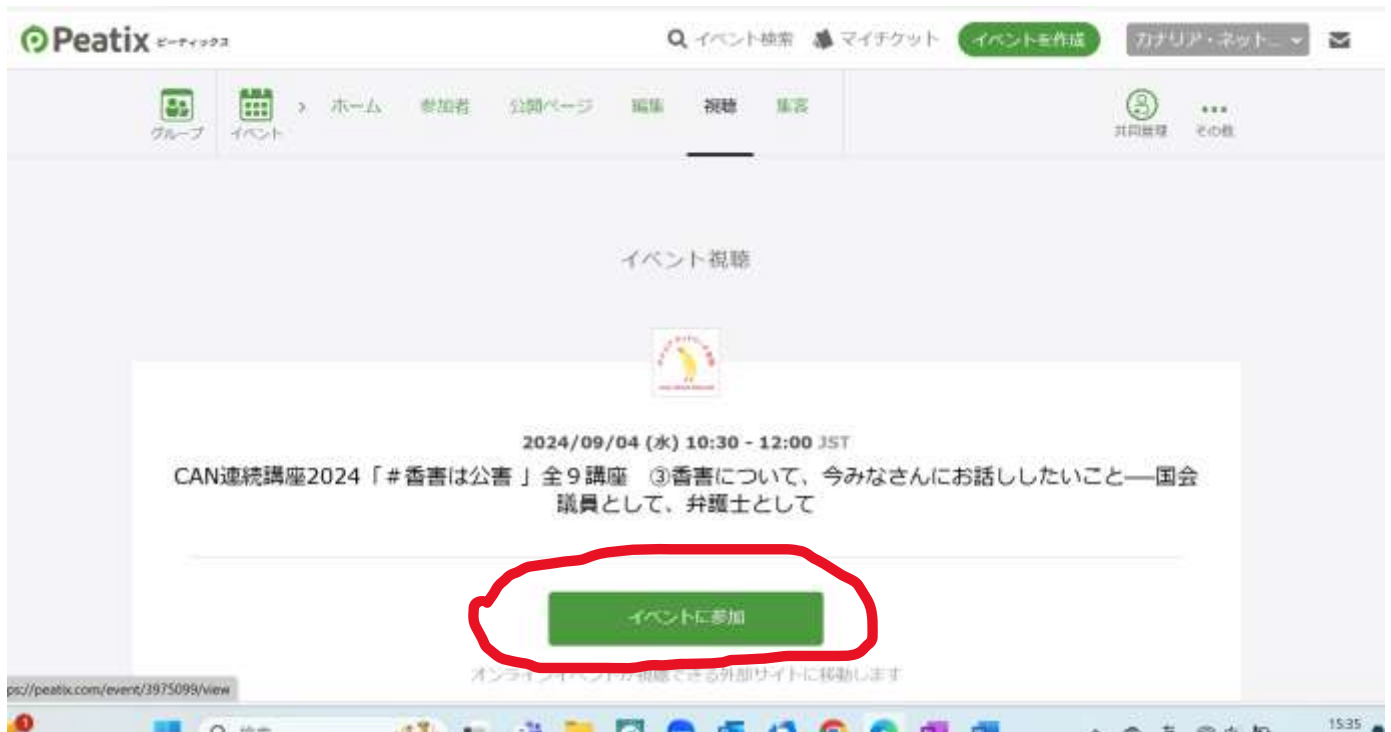 Peatix ピーティックス
イベント検索 マイチケット イベントを作成 カナリア・ネット...
グループ イベント › ホーム 参加者 公開ページ 編集 視聴 集客 共同管理 その他
イベント視聴
2024/09/04 (水) 10:30 - 12:00 JST
CAN連続講座2024「#香害は公害 」全9講座 ③香害について、今みなさんにお話ししたいこと──国会
議員として、弁護士として
イベントに参加
オンラインイベントが視聴できる外部サイトに移動します
ps://peatix.com/event/3975099/view
検索
15:35